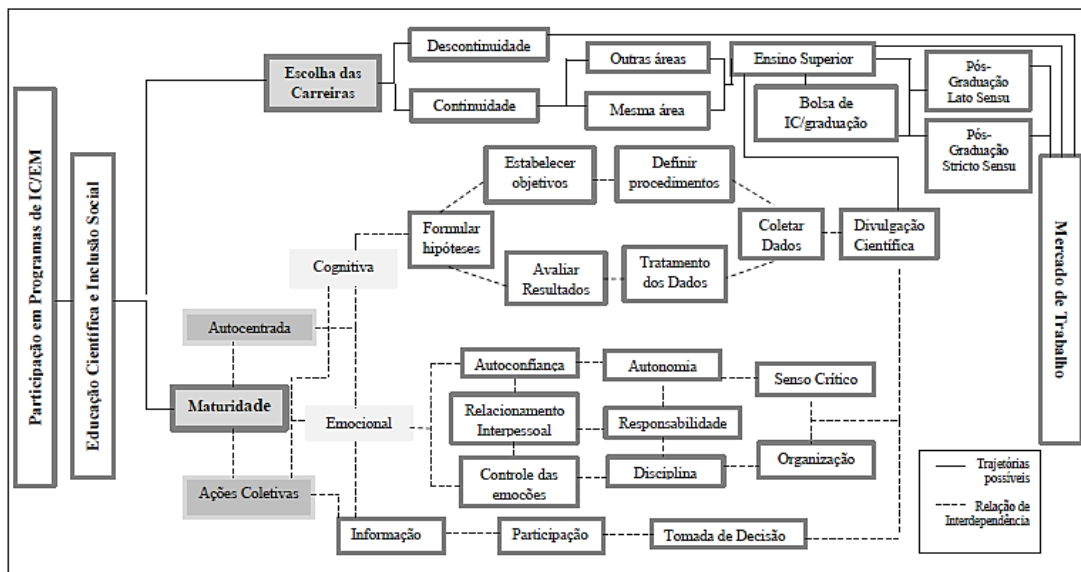 Participação em Programas de IC/EM
Educação Científica e Inclusão Social
Escolha das
Carreiras
Descontinuidade
Continuidade
Outras áreas
Mesma área
Ensino Superior
Bolsa de
IC/graduação
Pós-
Graduação
Lato Sensu
Pós-
Graduação
Stricto Sensu
Mercado de Trabalho
Estabelecer
objetivos
Definir
procedimentos
Formular
hipóteses
Coletar
Dados
Divulgação
Científica
Avaliar
Resultados
Tratamento
dos Dados
Cognitiva
Autocentrada
Maturidade
Emocional
Ações Coletivas
Autoconfiança
Autonomia
Senso Crítico
Relacionamento
Interpessoal
Responsabilidade
Controle das
emoções
Disciplina
Organização
Informação
Participação
Tomada de Decisão
Trajetórias
possíveis
Relação de
Interdependência